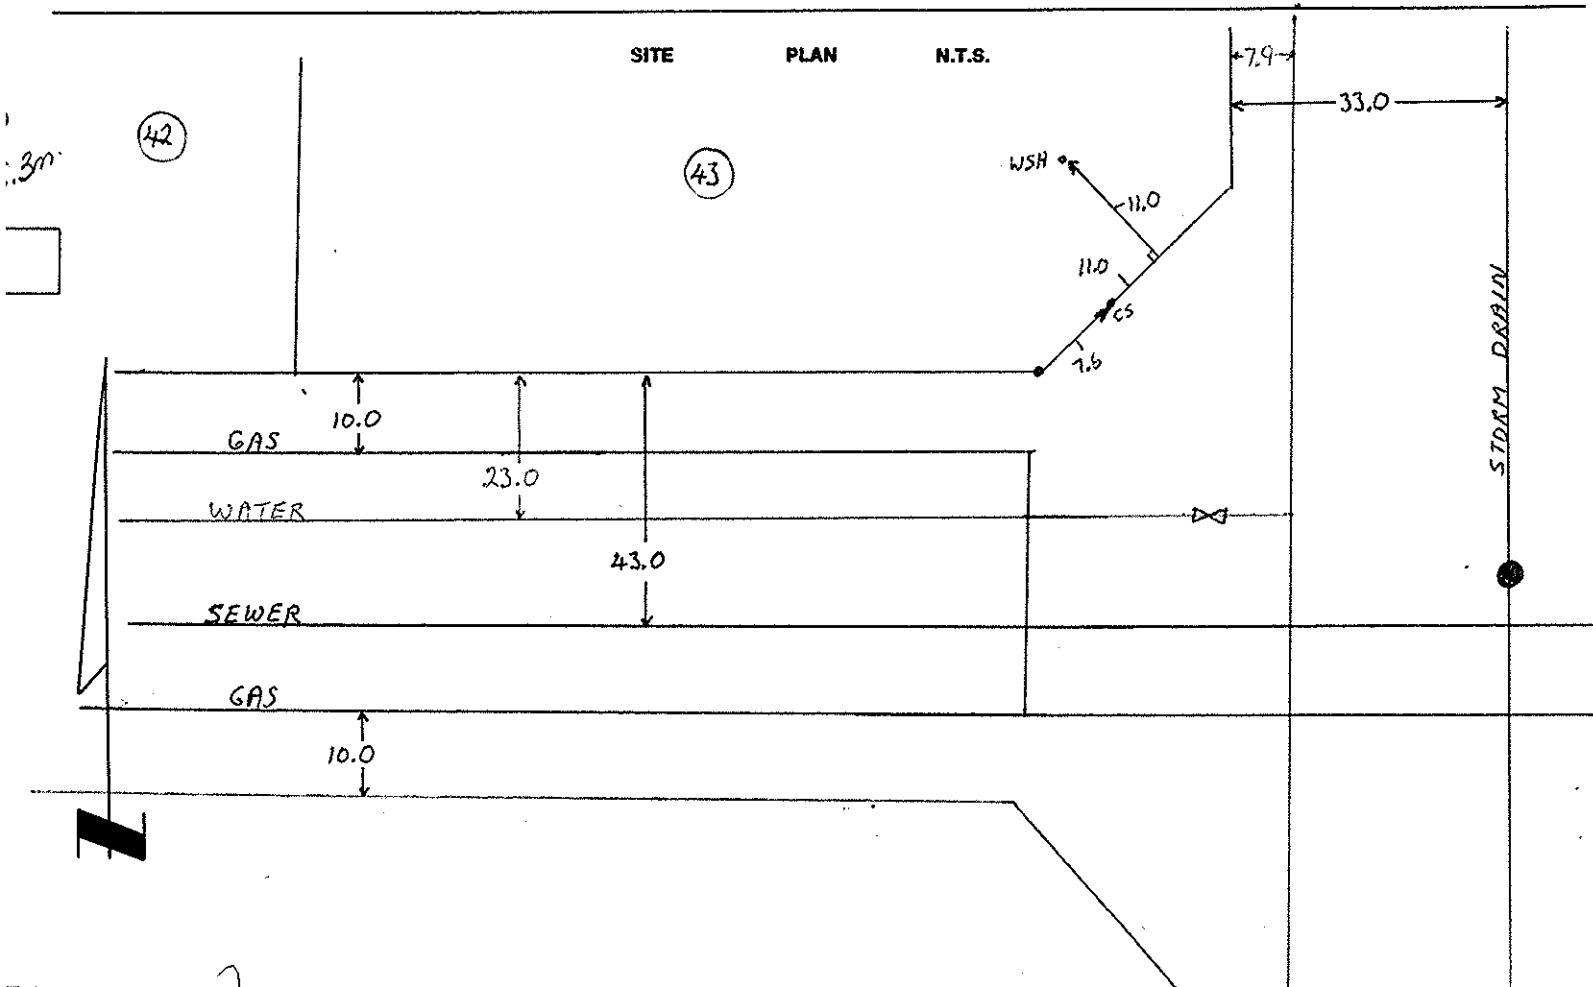 SITE PLAN N.T.S.
7.9
33.0
42
43
WSH
11.0
11.0
CS
7.6
10.0
GAS
23.0
WATER
43.0
SEWER
GAS
10.0
STORM DRAIN
N